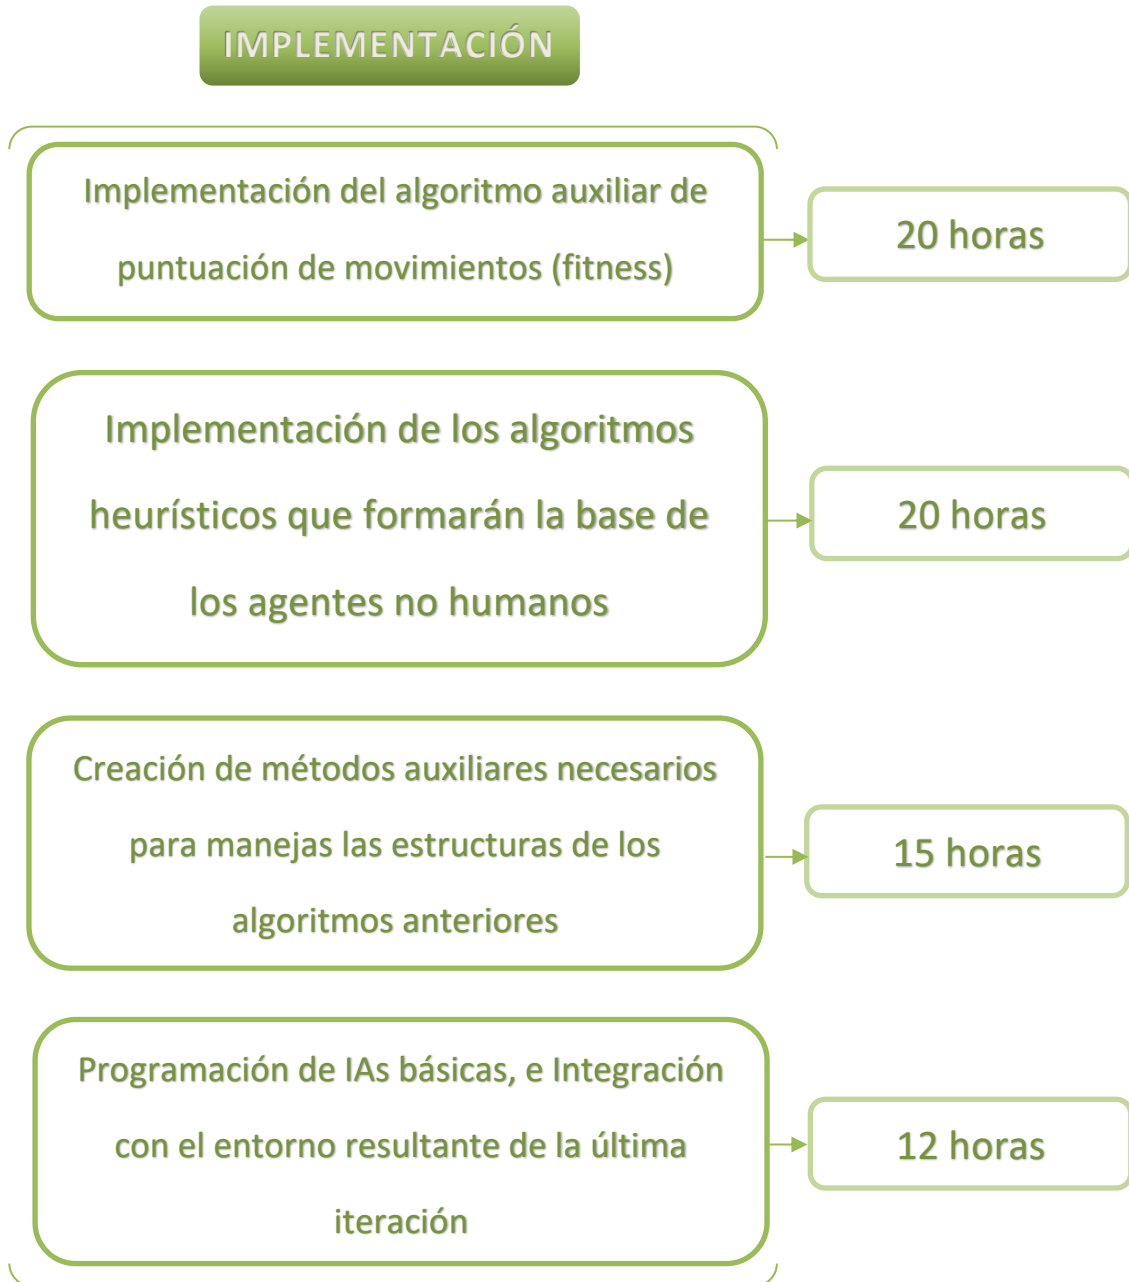 IMPLEMENTACIÓN
Implementación del algoritmo auxiliar de
puntuación de movimientos (fitness)
20 horas
Implementación de los algoritmos
heurísticos que formarán la base de
los agentes no humanos
20 horas
Creación de métodos auxiliares necesarios
para manejas las estructuras de los
algoritmos anteriores
15 horas
Programación de IAs básicas, e Integración
con el entorno resultante de la última
iteración
12 horas